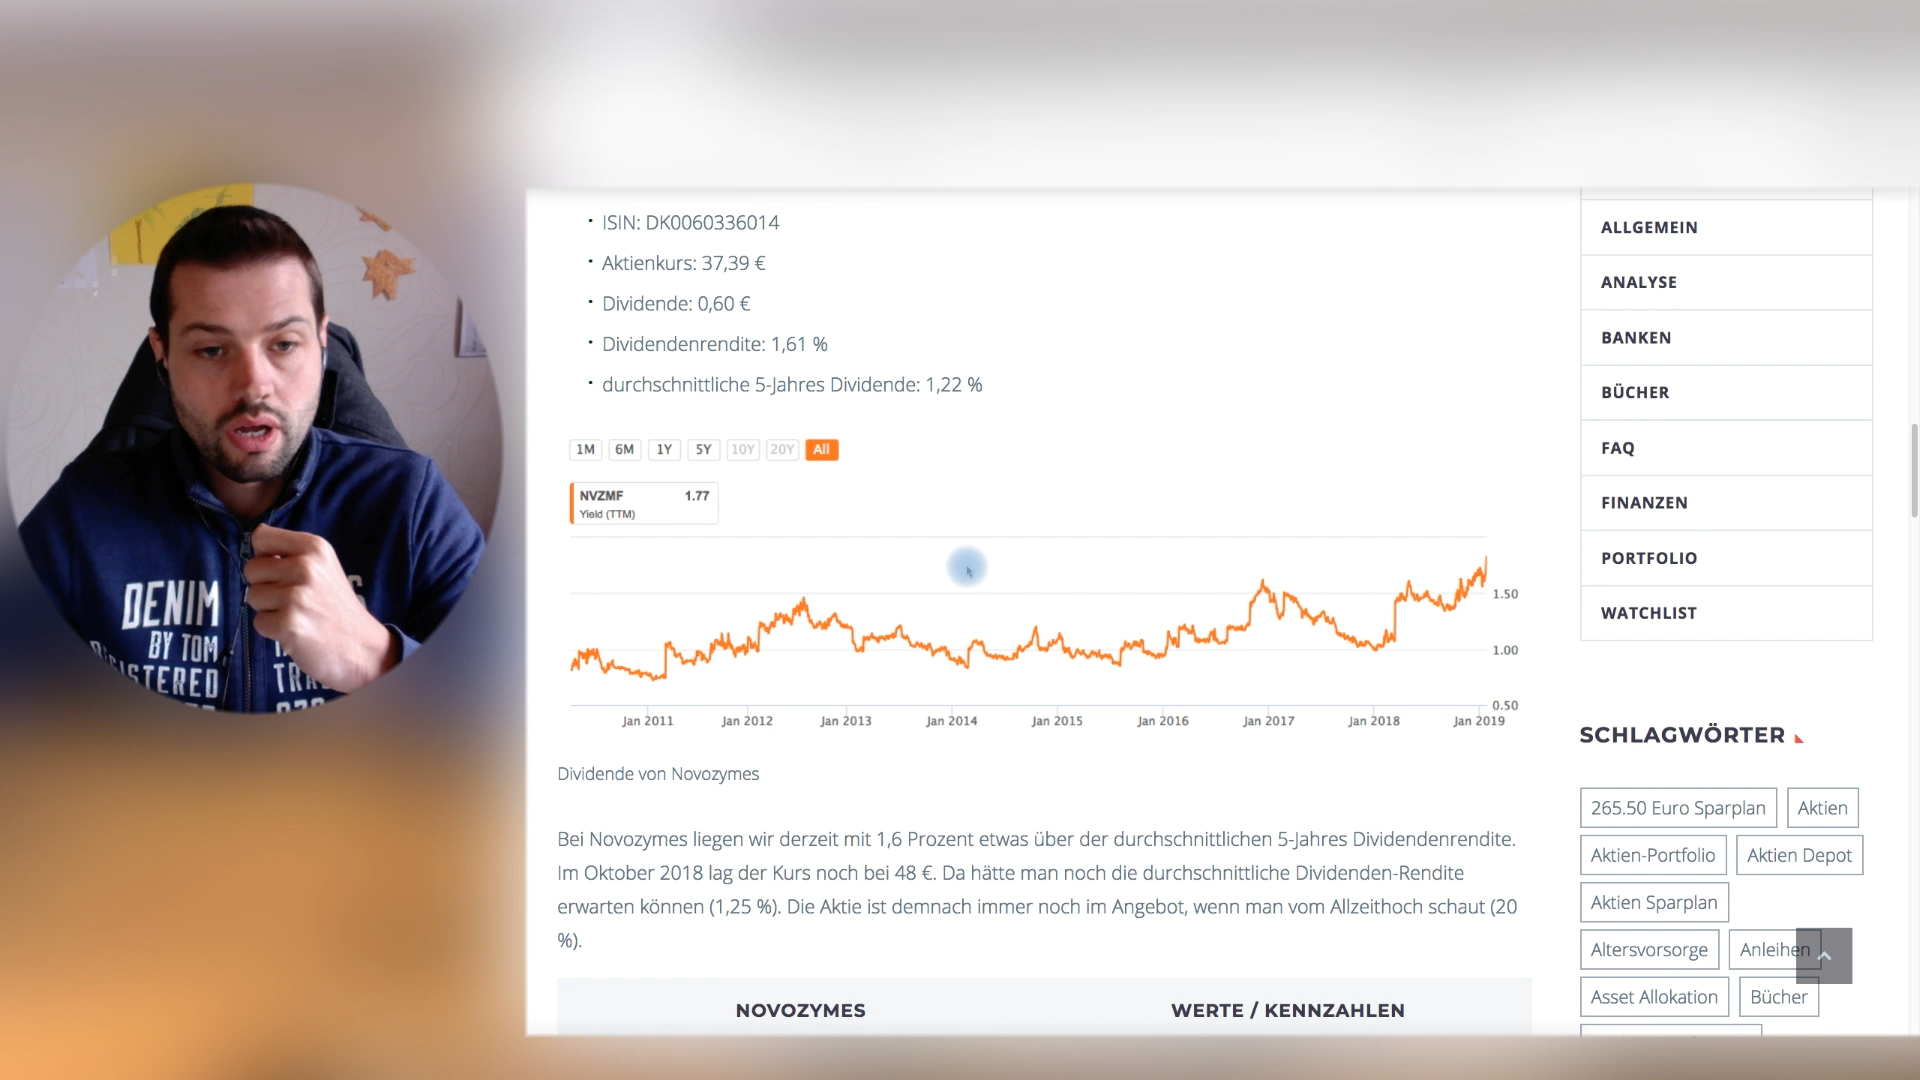 DENIM
BY TOM
ISTERED
• ISIN: DK0060336014
• Aktienkurs: 37,39 €
• Dividende: 0,60 €
• Dividendenrendite: 1,61 %
• durchschnittliche 5-Jahres Dividende: 1,22 %
1M 6M 1Y 5Y 10Y 20Y All
NVZMF 1.77
Yield (TTM)
1.50
1.00
0.50
Jan 2011 Jan 2012 Jan 2013 Jan 2014 Jan 2015 Jan 2016 Jan 2017 Jan 2018 Jan 2019
Dividende von Novozymes
Bei Novozymes liegen wir derzeit mit 1,6 Prozent etwas über der durchschnittlichen 5-Jahres Dividendenrendite.
Im Oktober 2018 lag der Kurs noch bei 48 €. Da hätte man noch die durchschnittliche Dividenden-Rendite
erwarten können (1,25 %). Die Aktie ist demnach immer noch im Angebot, wenn man vom Allzeithoch schaut (20
%).
NOVOZYMES WERTE / KENNZAHLEN
ALLGEMEIN
ANALYSE
BANKEN
BÜCHER
FAQ
FINANZEN
PORTFOLIO
WATCHLIST
SCHLAGWÖRTER
265.50 Euro Sparplan Aktien
Aktien-Portfolio Aktien Depot
Aktien Sparplan
Altersvorsorge Anleihen
Asset Allokation Bücher